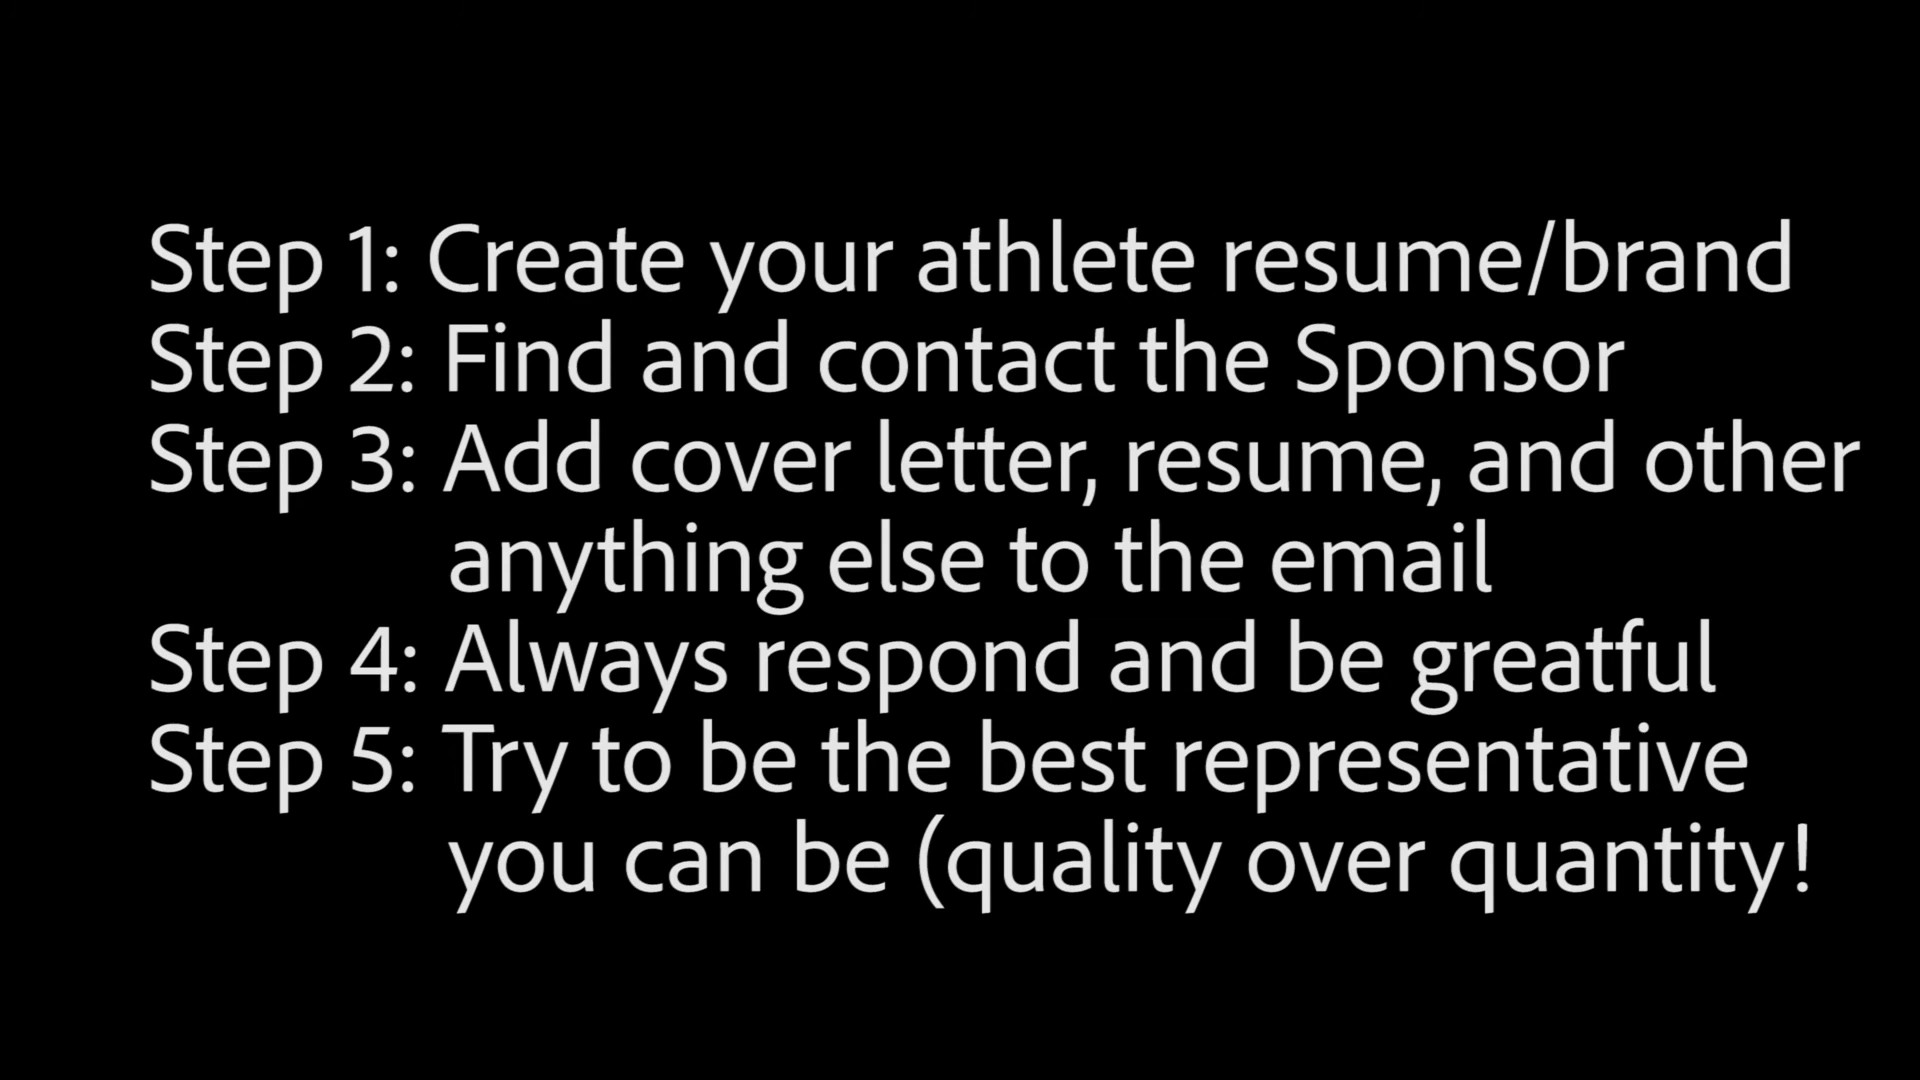 Step 1: Create your athlete resume/brand
Step 2: Find and contact the Sponsor
Step 3: Add cover letter, resume, and other
anything else to the email
Step 4: Always respond and be greatful
Step 5: Try to be the best representative
you can be (quality over quantity!